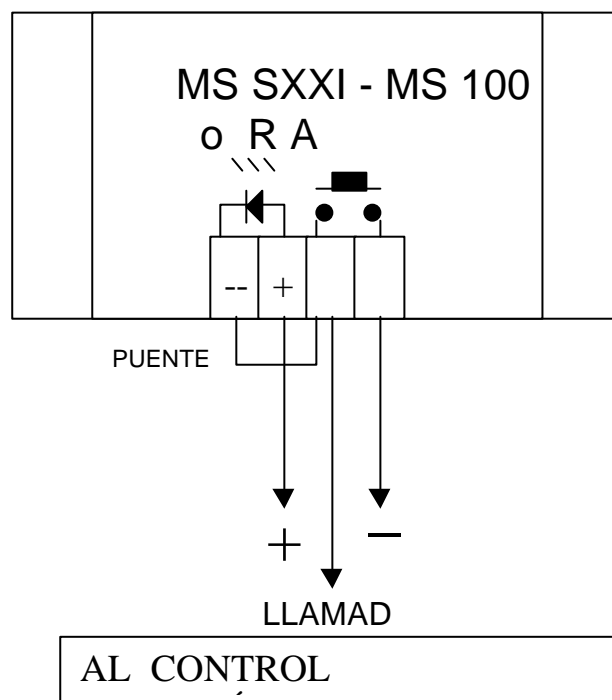 MS SXXI - MS 100
o R A
-- +
PUENTE
+ —
LLAMAD
AL CONTROL